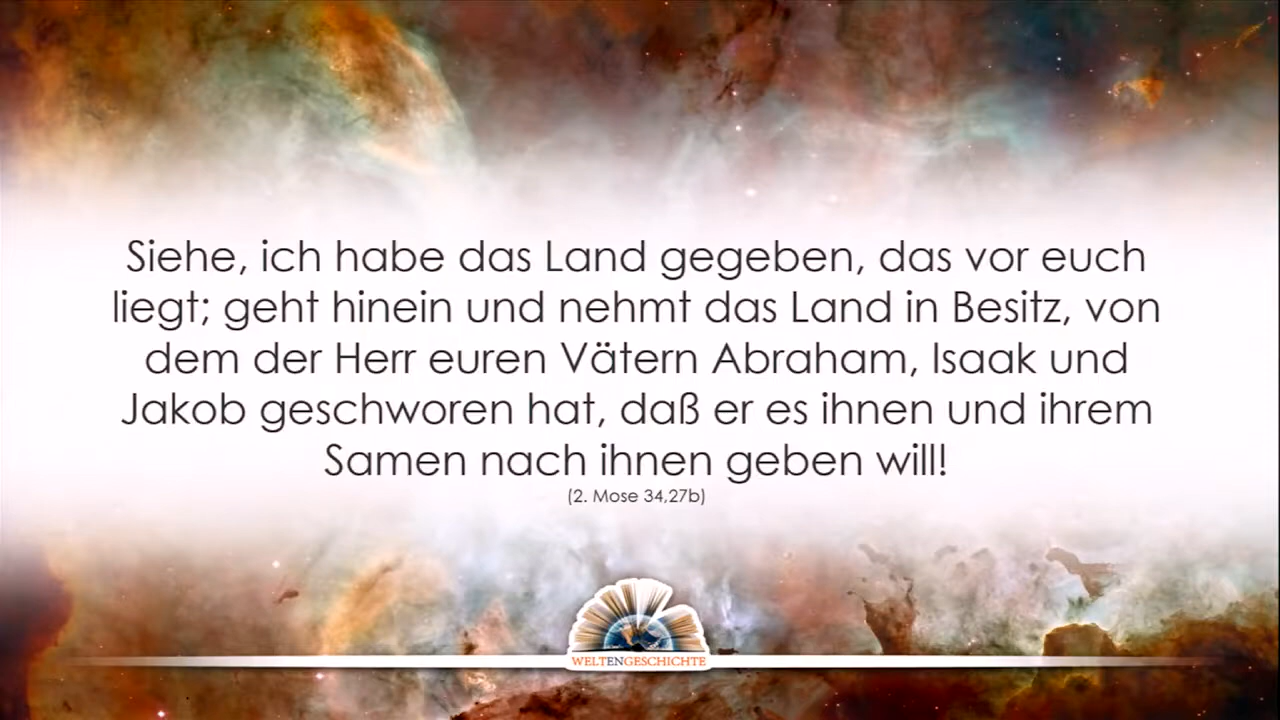 Siehe, ich habe das Land gegeben, das vor euch
liegt; geht hinein und nehmt das Land in Besitz, von
dem der Herr euren Vätern Abraham, Isaak und
Jakob geschworen hat, daß er es ihnen und ihrem
Samen nach ihnen geben will!
(2. Mose 34,27b)
WELTENGESCHICHTE